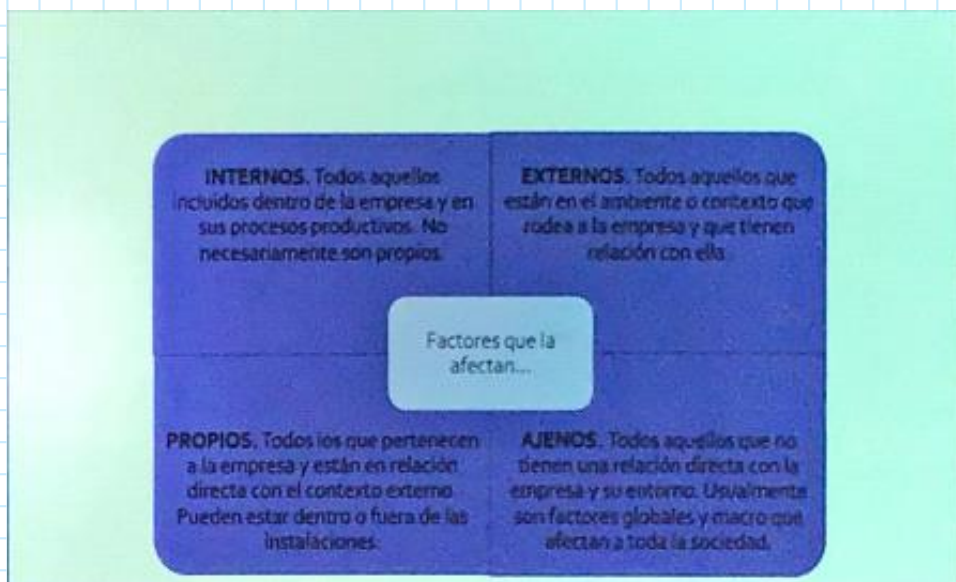 INTERNOS. Todos aquellos
incluidos dentro de la empresa y en
sus procesos productivos. No
necesariamente son propios.
EXTERNOS. Todos aquellos que
están en el ambiente o contexto que
rodea a la empresa y que tienen
relación con ella.
Factores que la
afectan...
PROPIOS. Todos los que pertenecen
a la empresa y están en relación
directa con el contexto externo.
Pueden estar dentro o fuera de las
instalaciones.
AJENOS. Todos aquellos que no
tienen una relación directa con la
empresa y su entorno. Usualmente
son factores globales y macro que
afectan a toda la sociedad.